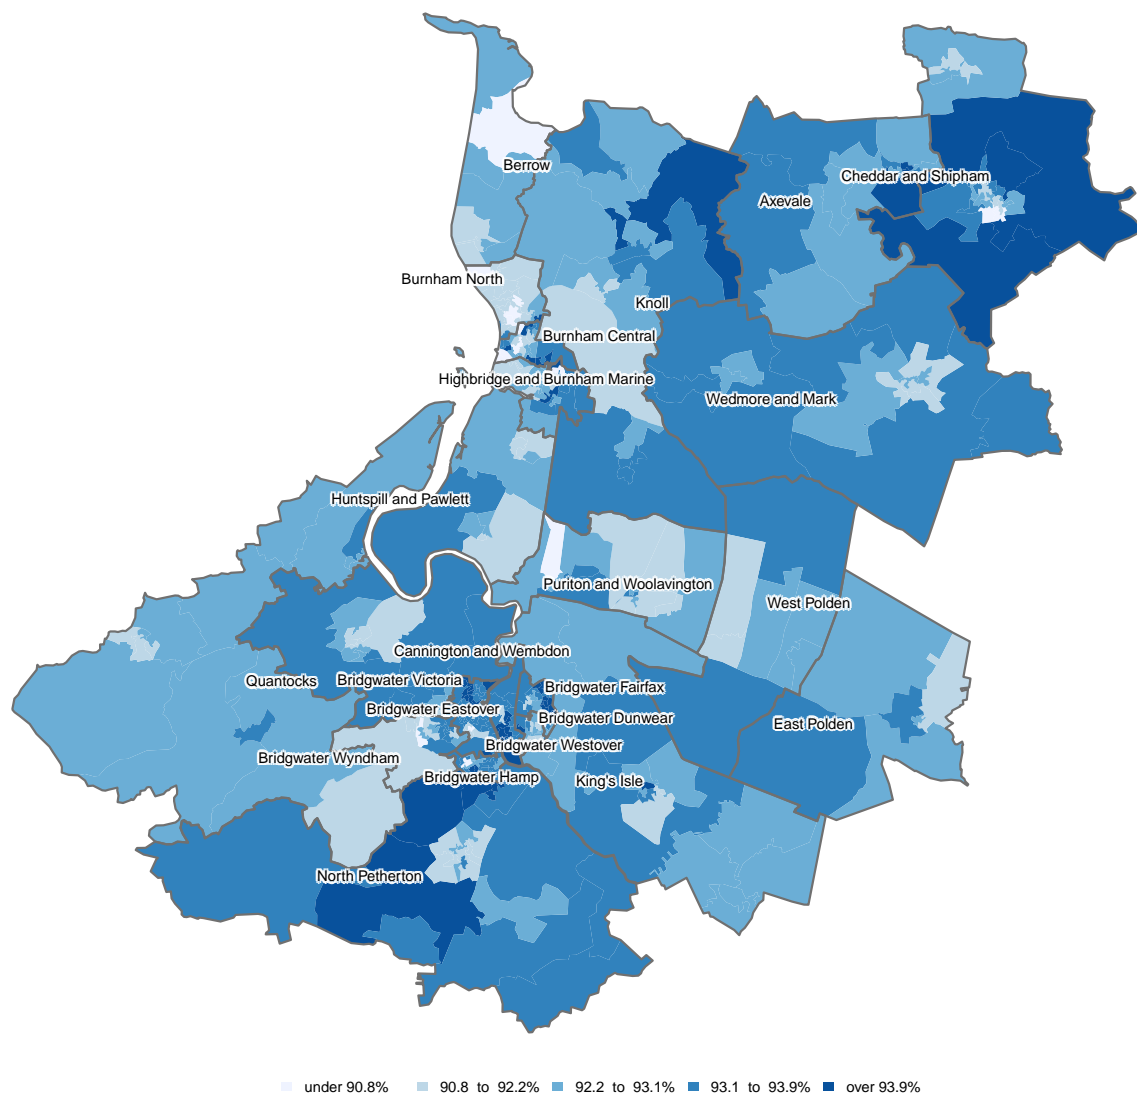 Berrow
Cheddar and Shipham
Axevale
Burnham North
Knoll
Burnham Central
Highbridge and Burnham Marine
Wedmore and Mark
Huntspill and Pawlett
Puriton and Woolavington
West Polden
Cannington and Wembdon
Quantocks
Bridgwater Victoria
Bridgwater Fairfax
Bridgwater Eastover
Bridgwater Dunwear
East Polden
Bridgwater Westover
Bridgwater Wyndham
Bridgwater Hamp
King's Isle
North Petherton
under 90.8% 90.8 to 92.2% 92.2 to 93.1% 93.1 to 93.9% over 93.9%